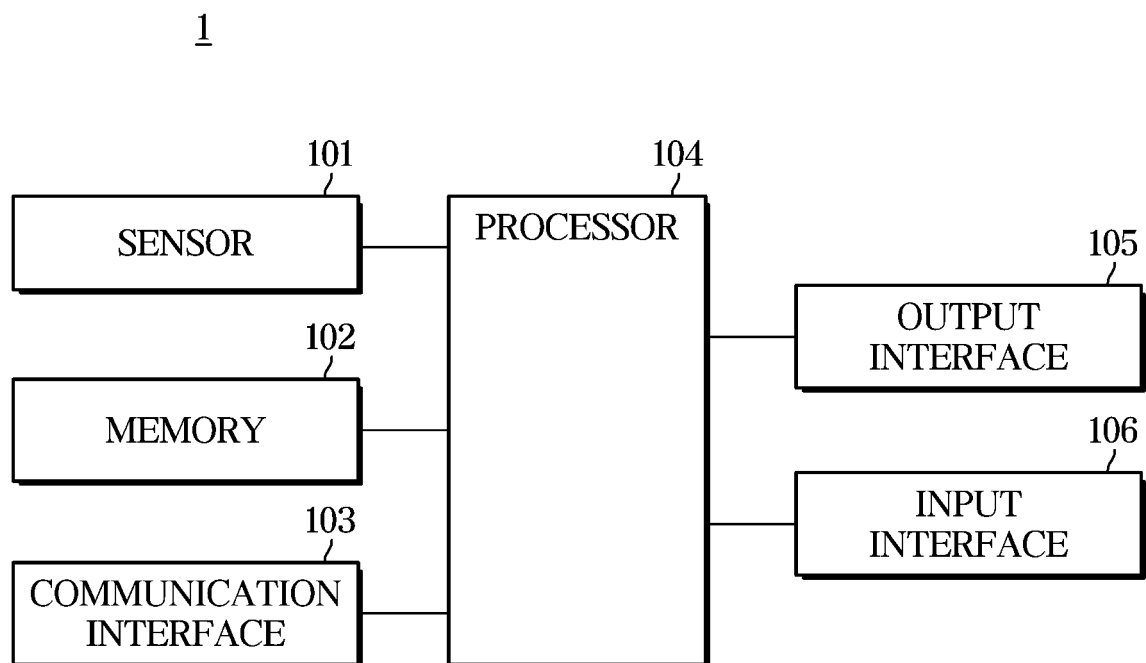 1
101
SENSOR
102
MEMORY
103
COMMUNICATION
INTERFACE
104
PROCESSOR
105
OUTPUT
INTERFACE
106
INPUT
INTERFACE